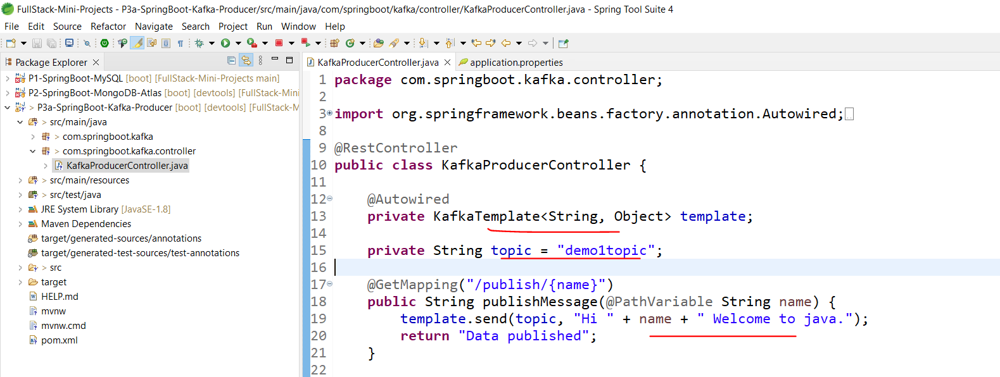 FullStack-Mini-Projects - P3a-SpringBoot-Kafka-Producer/src/main/java/com/springboot/kafka/controller/KafkaProducerController.java - Spring Tool Suite 4
File Edit Source Refactor Navigate Search Project Run Window Help
Package Explorer
P1-SpringBoot-MySQL [boot] [FullStack-Mini-Projects main]
P2-SpringBoot-MongoDB-Atlas [boot] [devtools] [FullStack-Mini
P3a-SpringBoot-Kafka-Producer [boot] [devtools] [FullStack-M
> src/main/java
> com.springboot.kafka
> com.springboot.kafka.controller
KafkaProducerController.java
> src/main/resources
> src/test/java
JRE System Library [JavaSE-1.8]
Maven Dependencies
target/generated-sources/annotations
target/generated-test-sources/test-annotations
> src
target
HELP.md
mvnw
mvnw.cmd
pom.xml
KafkaProducerController.java application.properties
1 package com.springboot.kafka.controller;
2
3 import org.springframework.beans.factory.annotation.Autowired;
8
9 @RestController
10 public class KafkaProducerController {
11
12 @Autowired
13 private KafkaTemplate<String, Object> template;
14
15 private String topic = "demo1topic";
16
17 @GetMapping("/publish/{name}")
18 public String publishMessage(@PathVariable String name) {
19 template.send(topic, "Hi " + name + " Welcome to java.");
20 return "Data published";
21 }
22